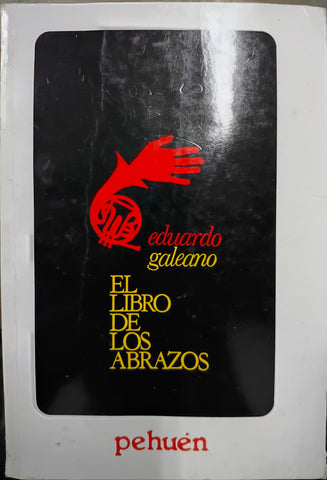 eduardo
galeano
EL
LIBRO
DE
LOS
ABRAZOS
pehuén